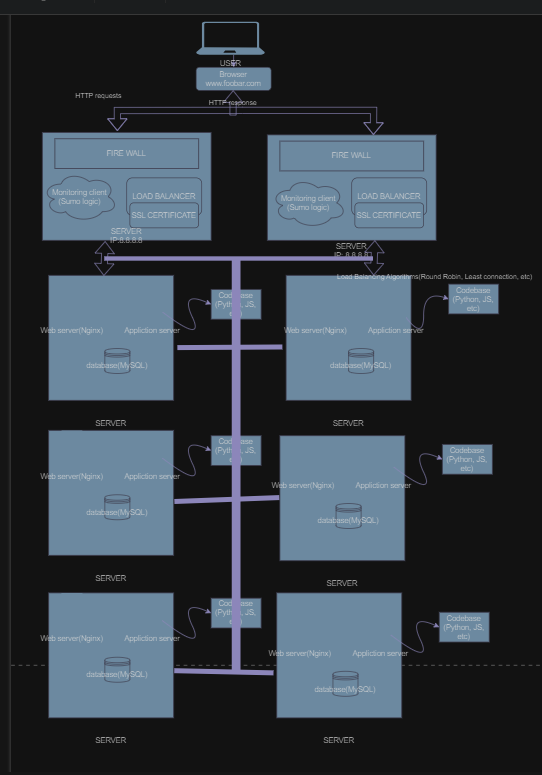 USER
Browser
www.foobar.com
HTTP requests
HTTP response
FIRE WALL
FIRE WALL
Monitoring client
(Sumo logic)
LOAD BALANCER
SSL CERTIFICATE
Monitoring client
(Sumo logic)
LOAD BALANCER
SSL CERTIFICATE
SERVER
IP:8.8.8.8
SERVER
IP: 8.8.8.8
Load Balancing Algorithms(Round Robin, Least connection, etc)
Codebase
(Python, JS,
etc)
Codebase
(Python, JS,
etc)
Web server(Nginx)
Appliction server
Web server(Nginx)
Appliction server
database(MySQL)
database(MySQL)
SERVER
SERVER
Codebase
(Python, JS,
etc)
Codebase
(Python, JS,
etc)
Web server(Nginx)
Appliction server
Web server(Nginx)
Appliction server
database(MySQL)
database(MySQL)
SERVER
SERVER
Codebase
(Python, JS,
etc)
Codebase
(Python, JS,
etc)
Web server(Nginx)
Appliction server
Web server(Nginx)
Appliction server
database(MySQL)
database(MySQL)
SERVER
SERVER